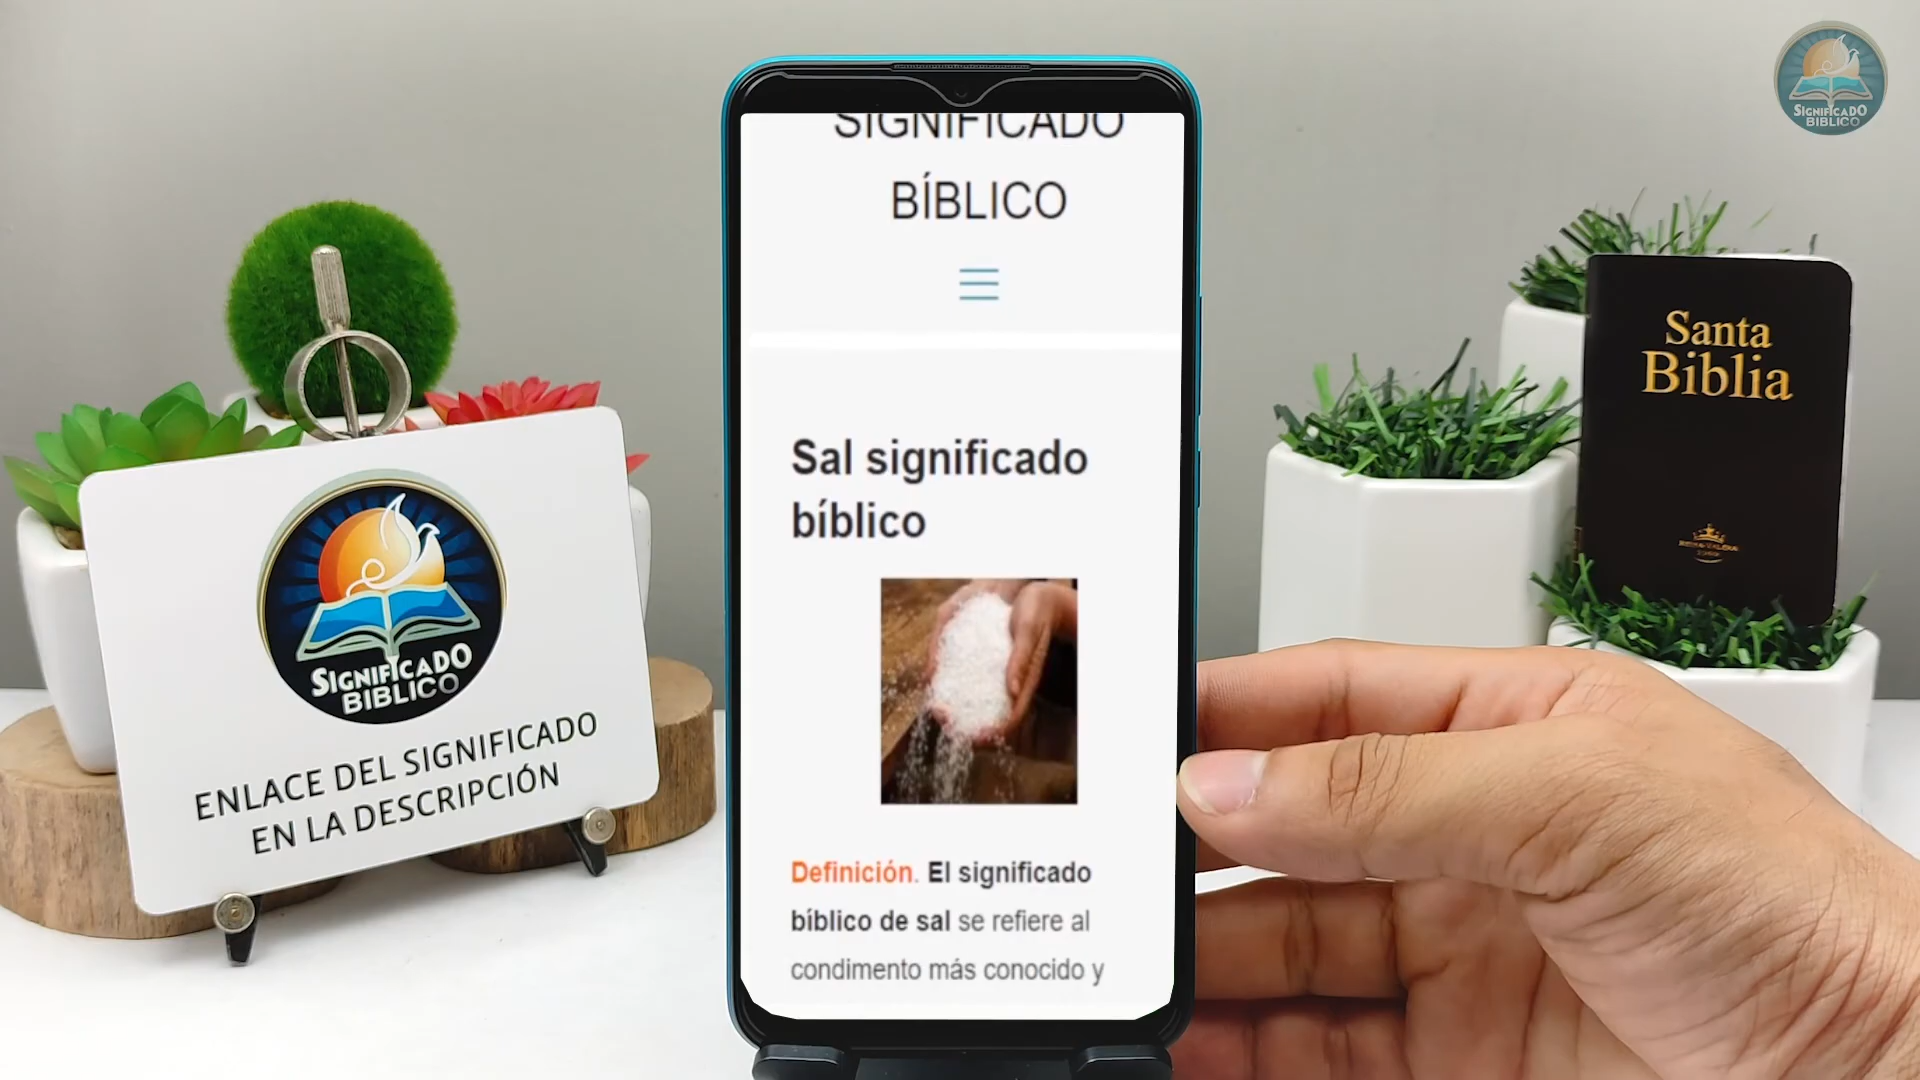 SIGNIFICADO
BIBLICO
SIGNIFICADO
BÍBLICO
Sal significado
bíblico
Definición. El significado
bíblico de sal se refiere al
condimento más conocido y
SIGNIFICADO
BIBLICO
ENLACE DEL SIGNIFICADO
EN LA DESCRIPCIÓN
Santa
Biblia